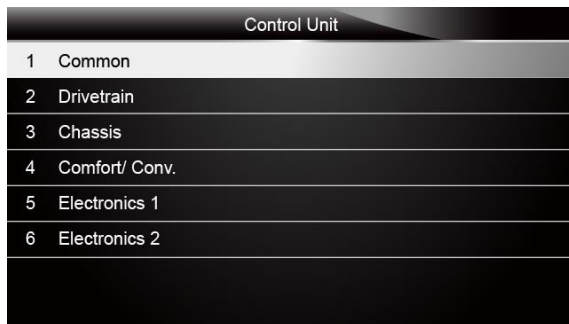 Control Unit
1 Common
2 Drivetrain
3 Chassis
4 Comfort/ Conv.
5 Electronics 1
6 Electronics 2